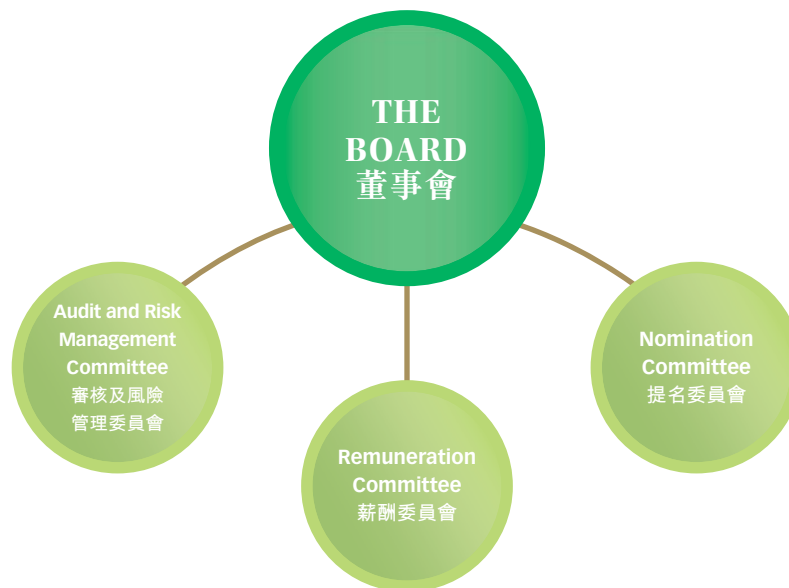 THE
BOARD
董事會
Audit and Risk
Management
Committee
審核及風險
管理委員會
Remuneration
Committee
薪酬委員會
Nomination
Committee
提名委員會